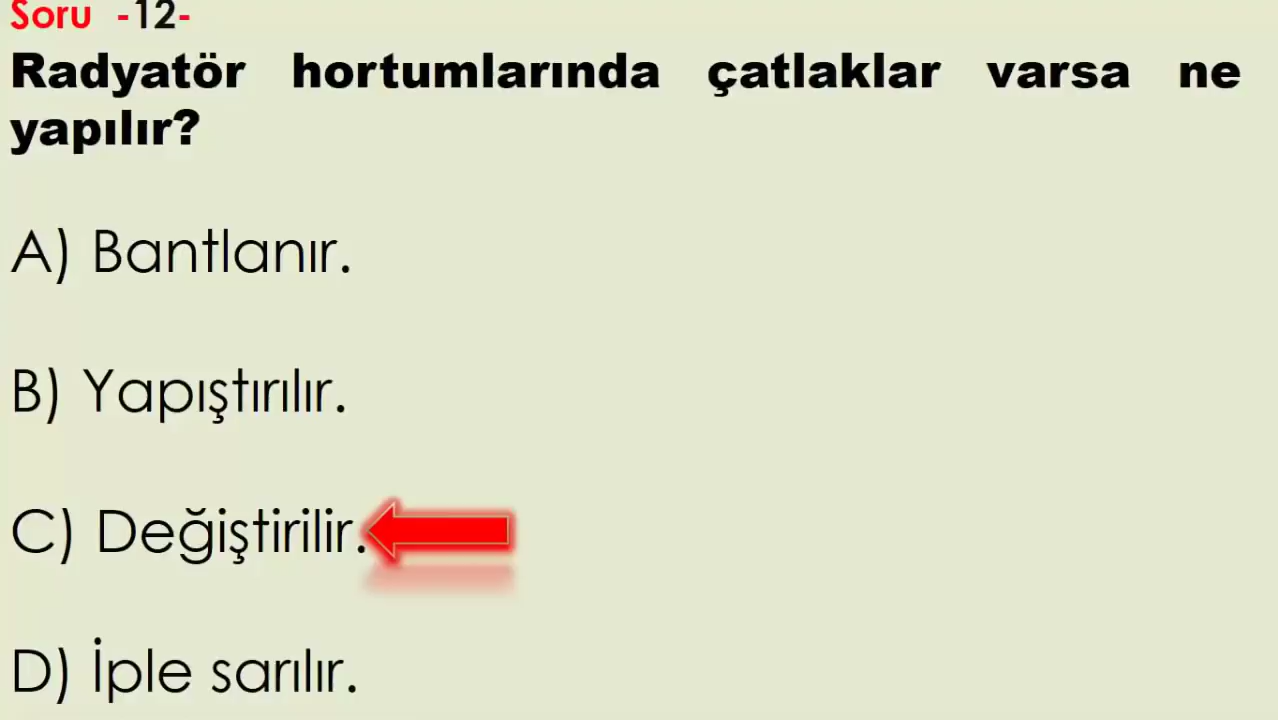 Soru -12-
Radyatör hortumlarında çatlaklar varsa ne
yapılır?
A) Bantlanır.
B) Yapıştırılır.
C) Değiştirilir.
D) İple sarılır.